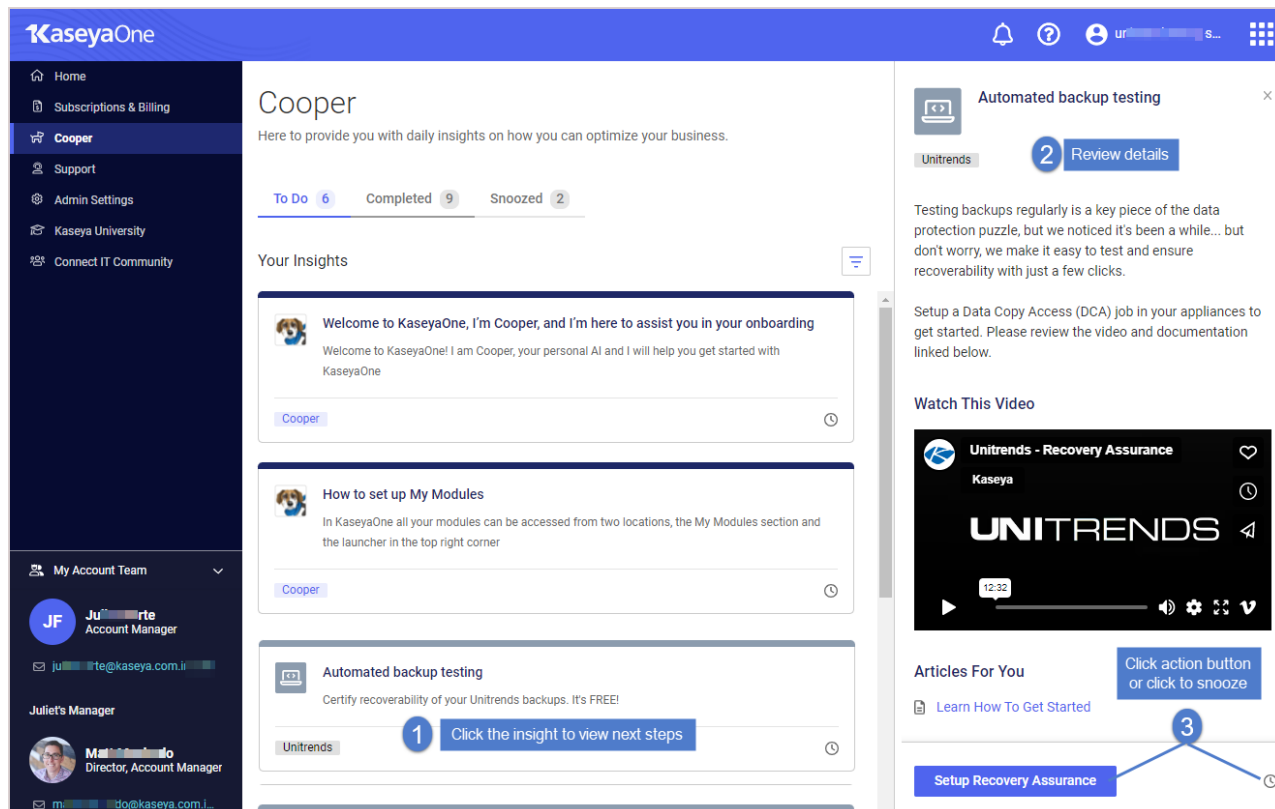 KaseyaOne
Home
Subscriptions & Billing
Cooper
Support
Admin Settings
Kaseya University
Connect IT Community
My Account Team
JF
Account Manager
Juliet's Manager
Director, Account Manager
Cooper
Here to provide you with daily insights on how you can optimize your business.
To Do 6 Completed 9 Snoozed 2
Your Insights
Welcome to KaseyaOne, I'm Cooper, and I'm here to assist you in your onboarding
Welcome to KaseyaOne! I am Cooper, your personal AI and I will help you get started with
KaseyaOne
Cooper
How to set up My Modules
In KaseyaOne all your modules can be accessed from two locations, the My Modules section and
the launcher in the top right corner
Cooper
Automated backup testing
Certify recoverability of your Unitrends backups. It's FREE!
Unitrends
1 Click the insight to view next steps
Automated backup testing
Unitrends
2 Review details
Testing backups regularly is a key piece of the data
protection puzzle, but we noticed it's been a while... but
don't worry, we make it easy to test and ensure
recoverability with just a few clicks.
Setup a Data Copy Access (DCA) job in your appliances to
get started. Please review the video and documentation
linked below.
Watch This Video
Unitrends - Recovery Assurance
Kaseya
UNITRENDS
12:32
Articles For You
Learn How To Get Started
Click action button
or click to snooze
3
Setup Recovery Assurance